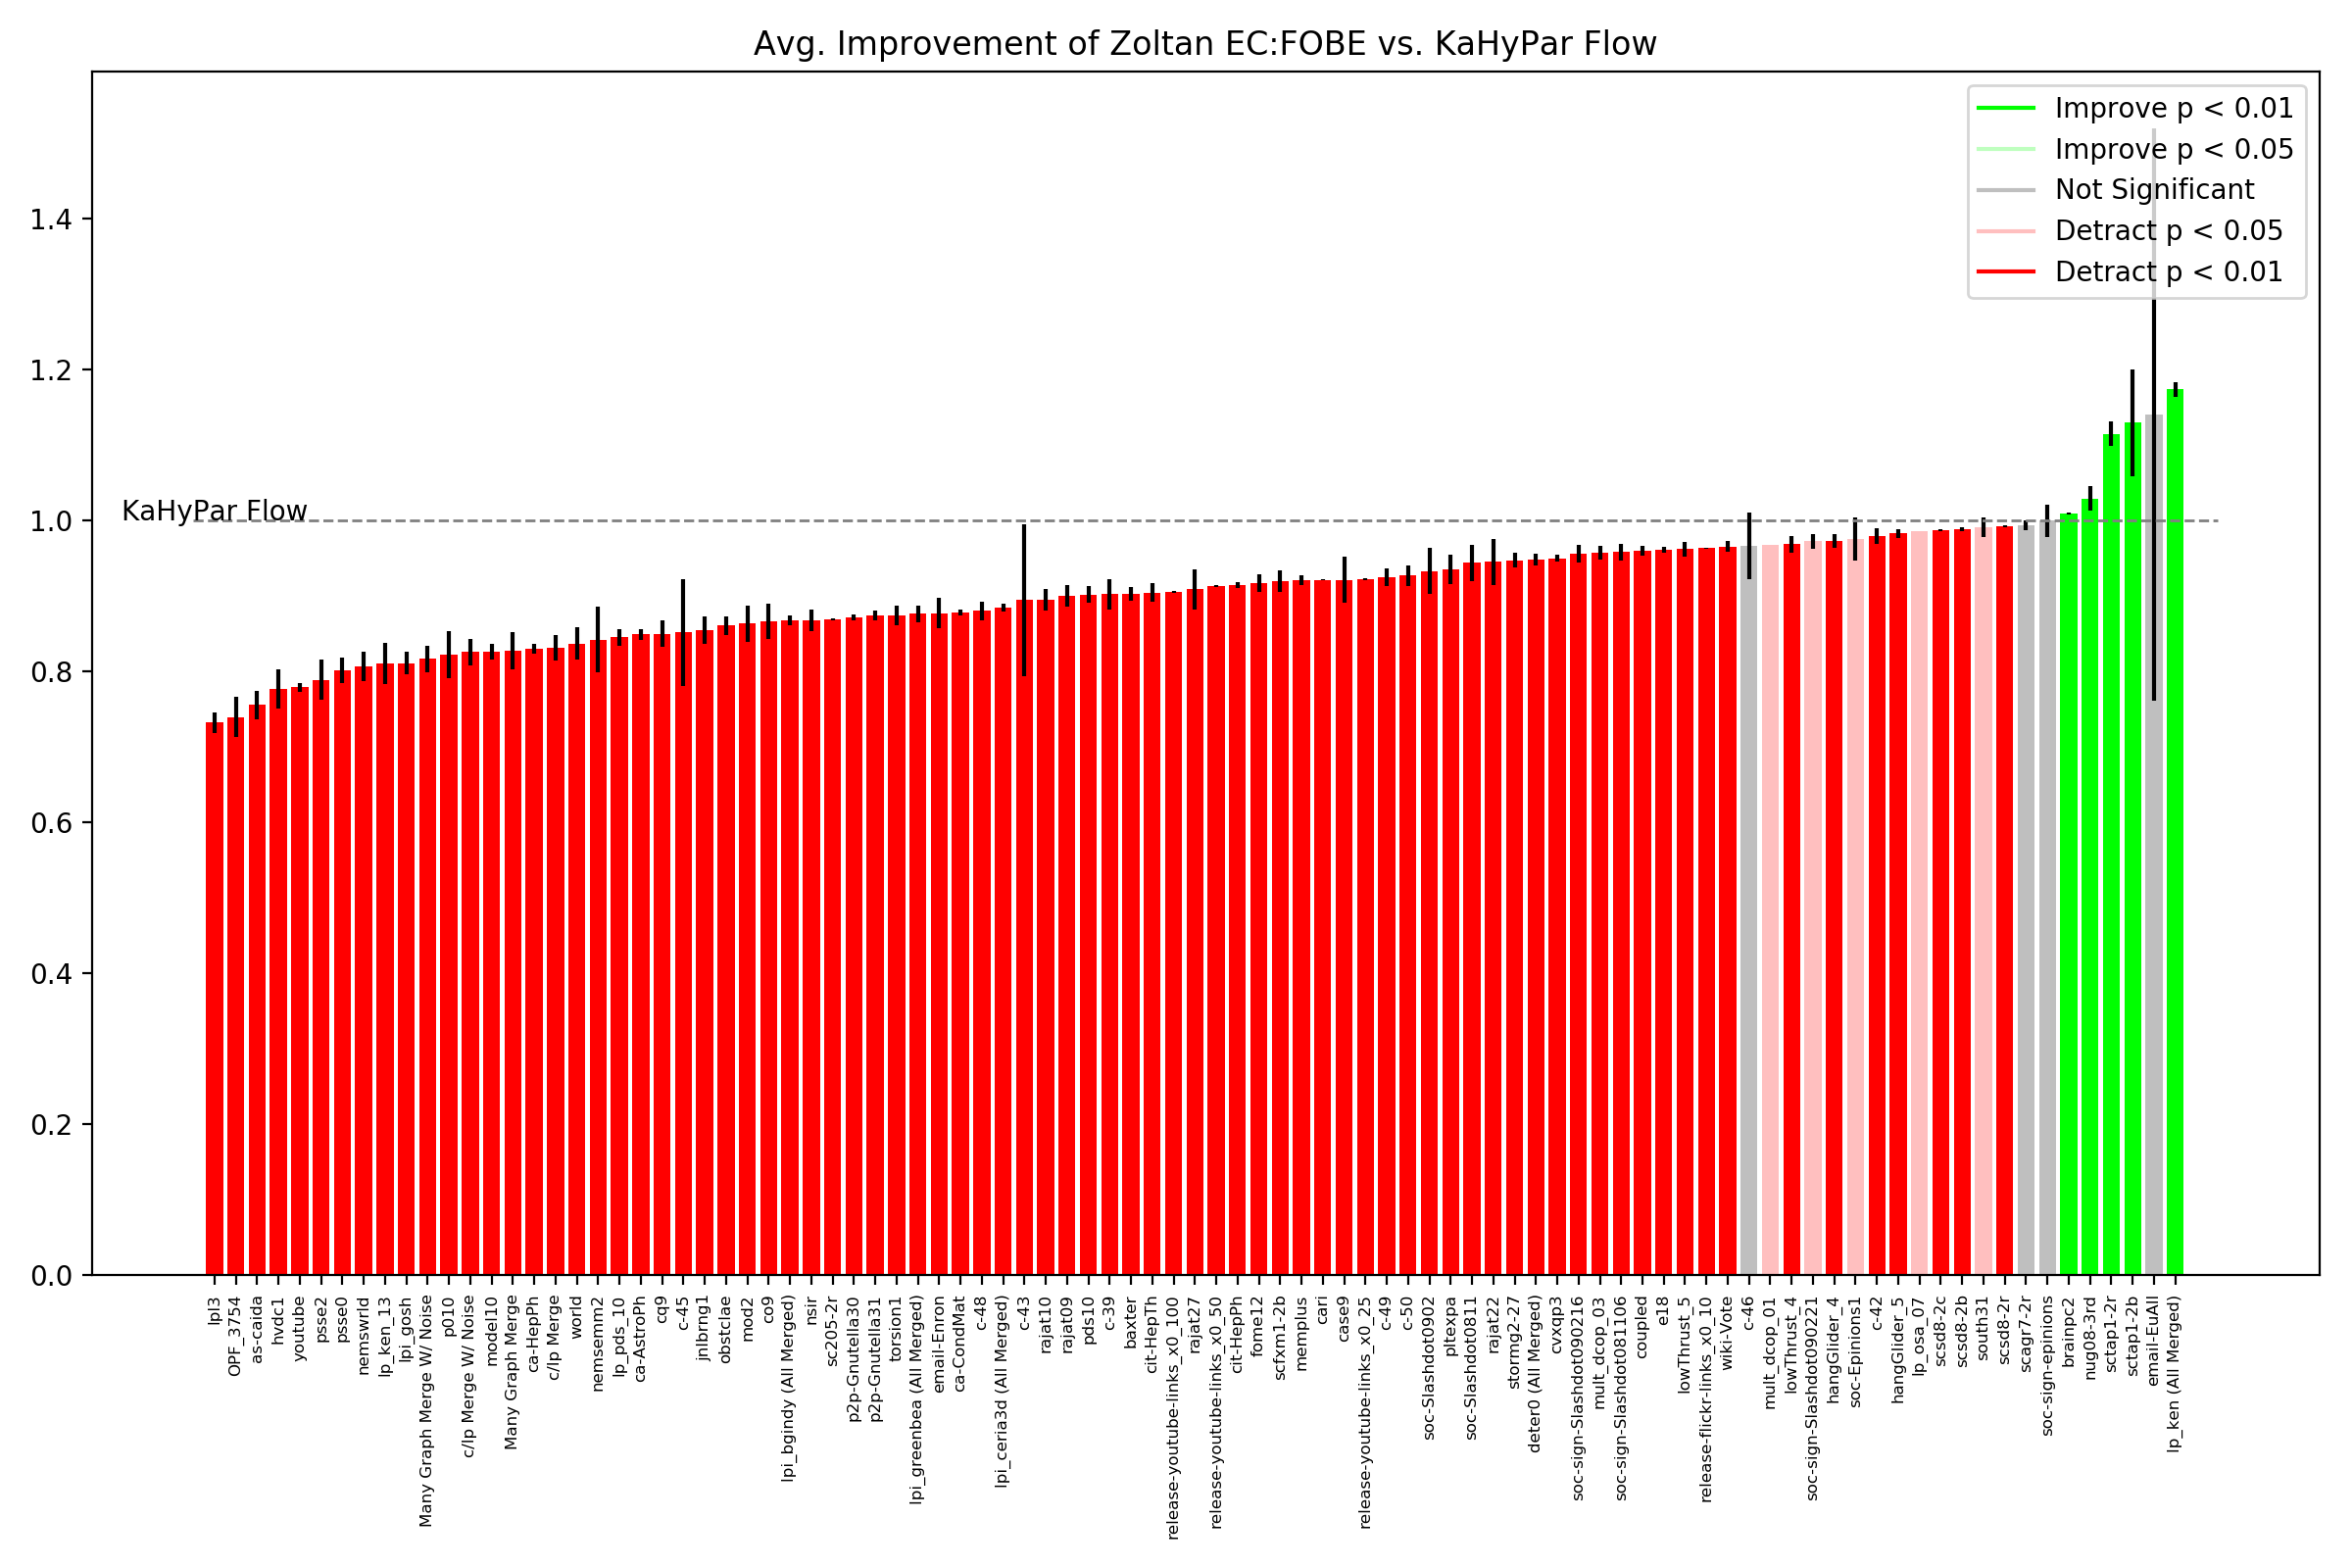 Avg. Improvement of Zoltan EC:FOBE vs. KaHyPar Flow
Improve p < 0.01
Improve p < 0.05
Not Significant
Detract p < 0.05
Detract p < 0.01
1.4
1.2
1.0
0.8
0.6
0.4
0.2
0.0
KaHyPar Flow
lpl3
OPF_3754
as-caida
hvdc1
youtube
psse2
psse0
nemswrld
lp_ken_13
lpi_gosh
Many Graph Merge W/ Noise
p010
c/lp Merge W/ Noise
model10
Many Graph Merge
ca-HepPh
c/lp Merge
world
nemsemm2
lp_pds_10
ca-AstroPh
cq9
c-45
jnlbrng1
obstclae
mod2
co9
lpi_bgindy (All Merged)
nsir
sc205-2r
p2p-Gnutella30
p2p-Gnutella31
torsion1
lpi_greenbea (All Merged)
email-Enron
ca-CondMat
c-48
lpi_ceria3d (All Merged)
c-43
rajat10
rajat09
pds10
c-39
baxter
cit-HepTh
release-youtube-links_x0_100
rajat27
release-youtube-links_x0_50
cit-HepPh
fome12
scfxm1-2b
memplus
cari
case9
release-youtube-links_x0_25
c-49
c-50
soc-Slashdot0902
pltexpa
soc-Slashdot0811
rajat22
stormg2-27
deter0 (All Merged)
cvxqp3
soc-sign-Slashdot090216
mult_dcop_03
soc-sign-Slashdot081106
coupled
e18
lowThrust_5
release-flickr-links_x0_10
wiki-Vote
c-46
mult_dcop_01
lowThrust_4
soc-sign-Slashdot090221
hangGlider_4
soc-Epinions1
c-42
hangGlider_5
lp_osa_07
scsd8-2c
scsd8-2b
south31
scsd8-2r
scagr7-2r
soc-sign-epinions
brainpc2
nug08-3rd
sctap1-2r
sctap1-2b
email-EuAll
lp_ken (All Merged)